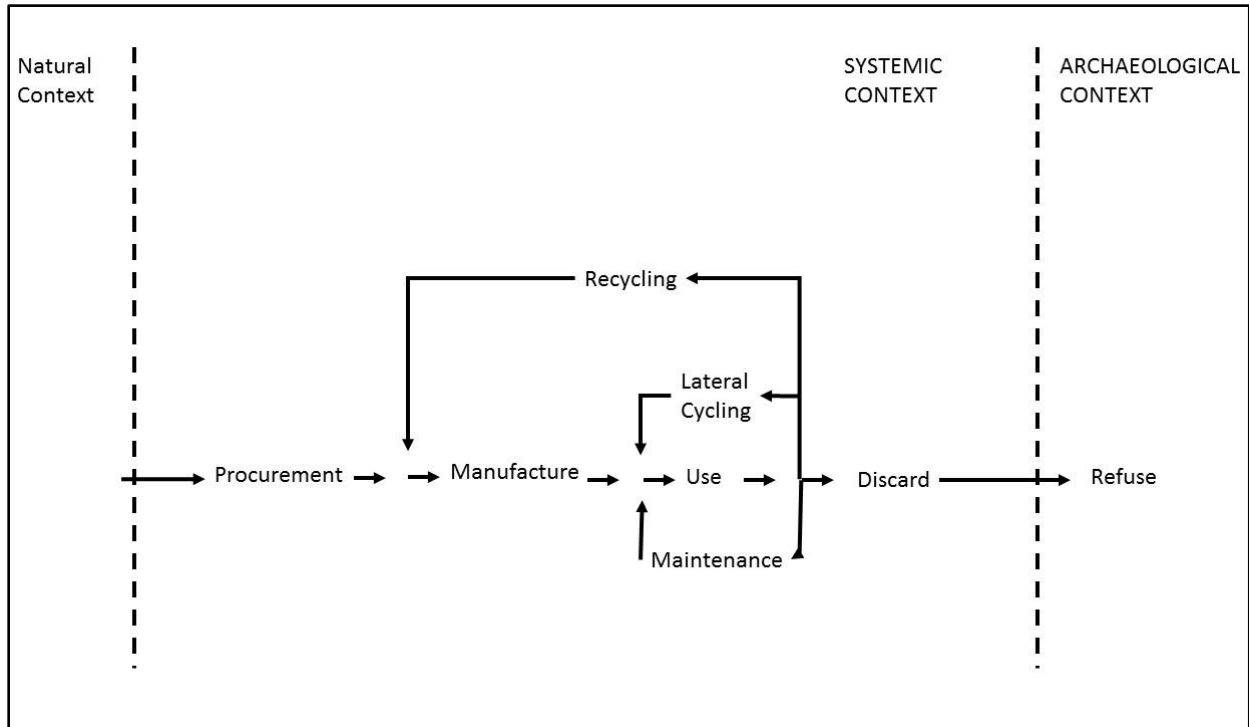 Natural
Context
SYSTEMIC
CONTEXT
ARCHAEOLOGICAL
CONTEXT
Recycling
Lateral
Cycling
Procurement
Manufacture
Use
Discard
Refuse
Maintenance